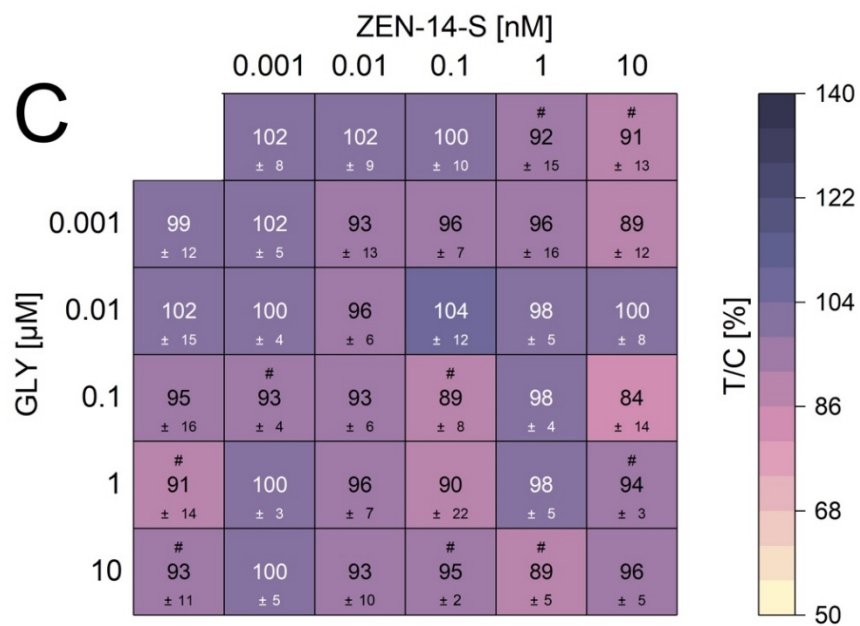 ZEN-14-S [nM]
0.001 0.01 0.1 1 10
C
# #
102 102 100 92 91
± 8 ± 9 ± 10 ± 15 ± 13
0.001 99 102 93 96 96 89
± 12 ± 5 ± 13 ± 7 ± 16 ± 12
0.01 102 100 96 104 98 100
± 15 ± 4 ± 6 ± 12 ± 5 ± 8
# #
0.1 95 93 93 89 98 84
± 16 ± 4 ± 6 ± 8 ± 4 ± 14
# #
1 91 100 96 90 98 94
± 14 ± 3 ± 7 ± 22 ± 5 ± 3
# # #
10 93 100 93 95 89 96
± 11 ± 5 ± 10 ± 2 ± 5 ± 5
GLY [µM]
T/C [%]
140
122
104
86
68
50